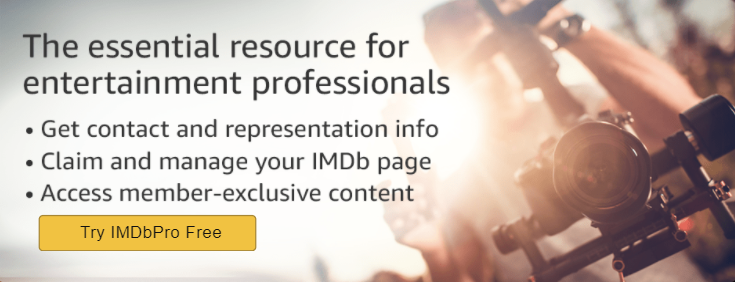 The essential resource for
entertainment professionals
• Get contact and representation info
• Claim and manage your IMDb page
• Access member-exclusive content
Try IMDbPro Free